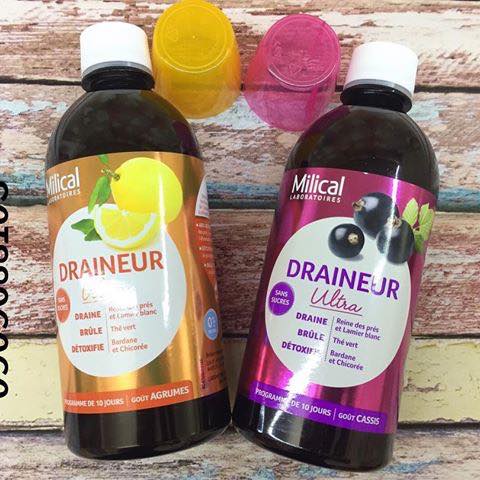 Milical
LABORATOIRES
DRAINEUR
SANS
SUCRES
DRAINE
Reine des prés
et Lamier blanc
BRÛLE
Thé vert
DÉTOXIFIE
Bardane
et Chicorée
PROGRAMME DE 10 JOURS | GOÛT AGRUMES
Milical
LABORATOIRES
DRAINEUR
Ultra
SANS
SUCRES
DRAINE
Reine des prés
et Lamier blanc
BRÛLE
Thé vert
DÉTOXIFIE
Bardane
et Chicorée
PROGRAMME DE 10 JOURS | GOÛT CASSIS